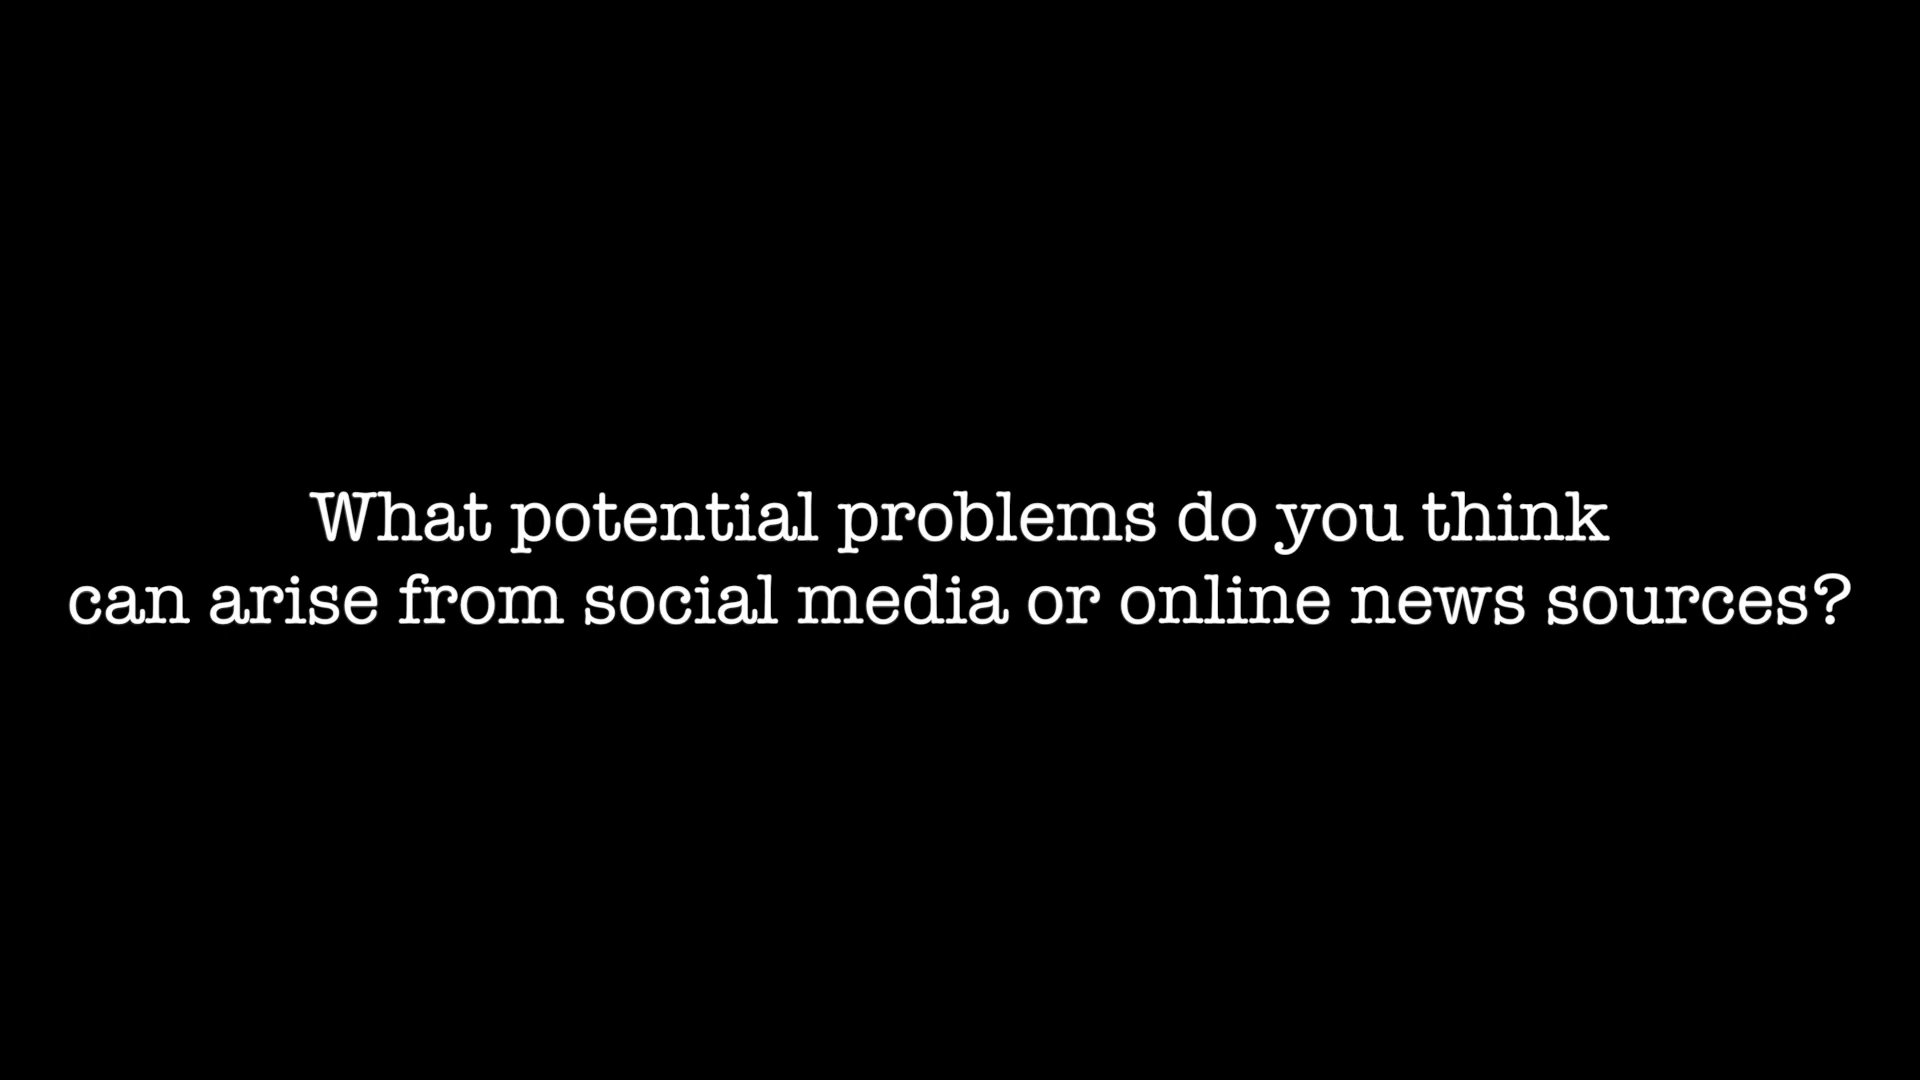 What potential problems do you think
can arise from social media or online news sources?